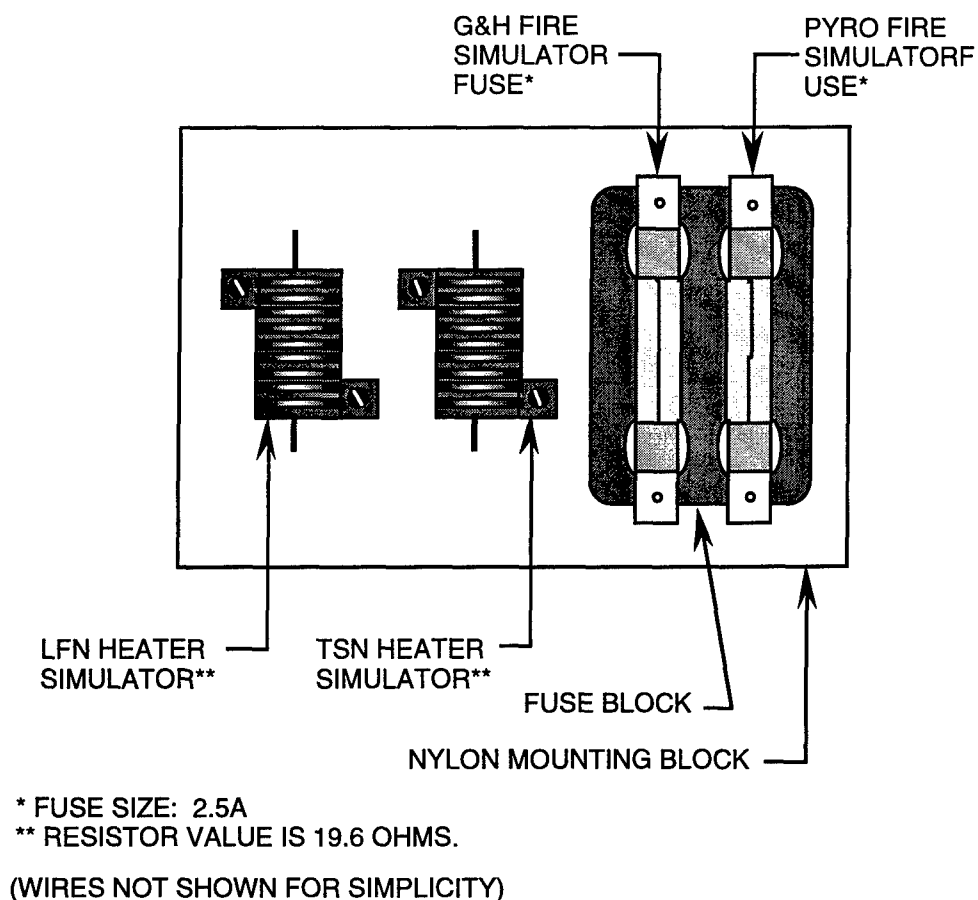 G&H FIRE
SIMULATOR
FUSE*
PYRO FIRE
SIMULATORF
USE*
LFN HEATER
SIMULATOR**
TSN HEATER
SIMULATOR**
FUSE BLOCK
NYLON MOUNTING BLOCK
* FUSE SIZE: 2.5A
** RESISTOR VALUE IS 19.6 OHMS.
(WIRES NOT SHOWN FOR SIMPLICITY)